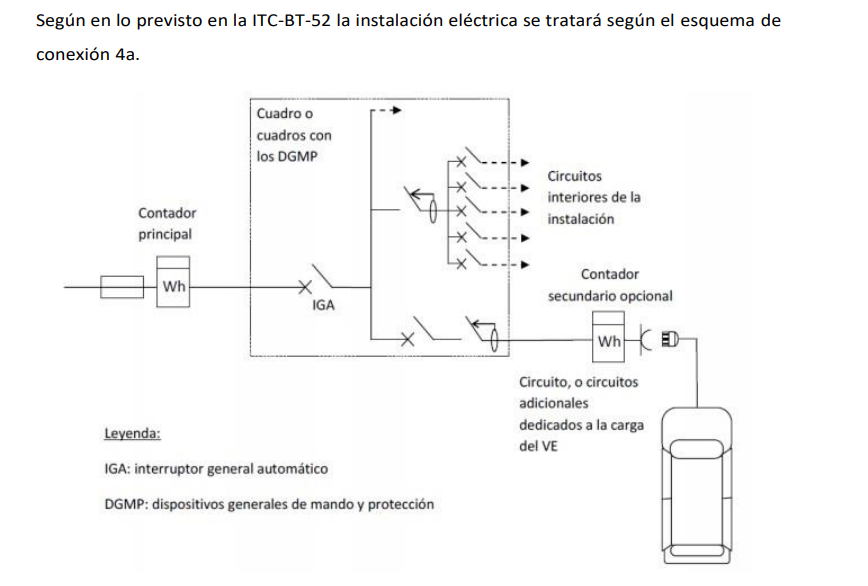 Según en lo previsto en la ITC-BT-52 la instalación eléctrica se tratará según el esquema de
conexión 4a.
Cuadro o
cuadros con
los DGMP
Circuitos
interiores de la
instalación
Contador
principal
Wh
IGA
Contador
secundario opcional
Wh
Circuito, o circuitos
adicionales
dedicados a la carga
del VE
Leyenda:
IGA: interruptor general automático
DGMP: dispositivos generales de mando y protección